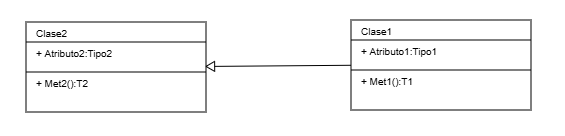 Clase2
+ Atributo2:Tipo2
+ Met2():T2
Clase1
+ Atributo1:Tipo1
+ Met1():T1